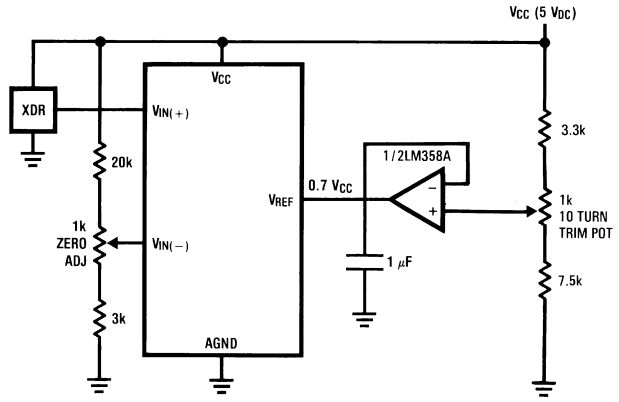 VCC (5 VDC)
XDR
VCC
VIN(+)
20k
1k
ZERO
ADJ
VIN(−)
3k
AGND
VREF
0.7 VCC
1/2LM358A
−
+
1 μF
3.3k
1k
10 TURN
TRIM POT
7.5k